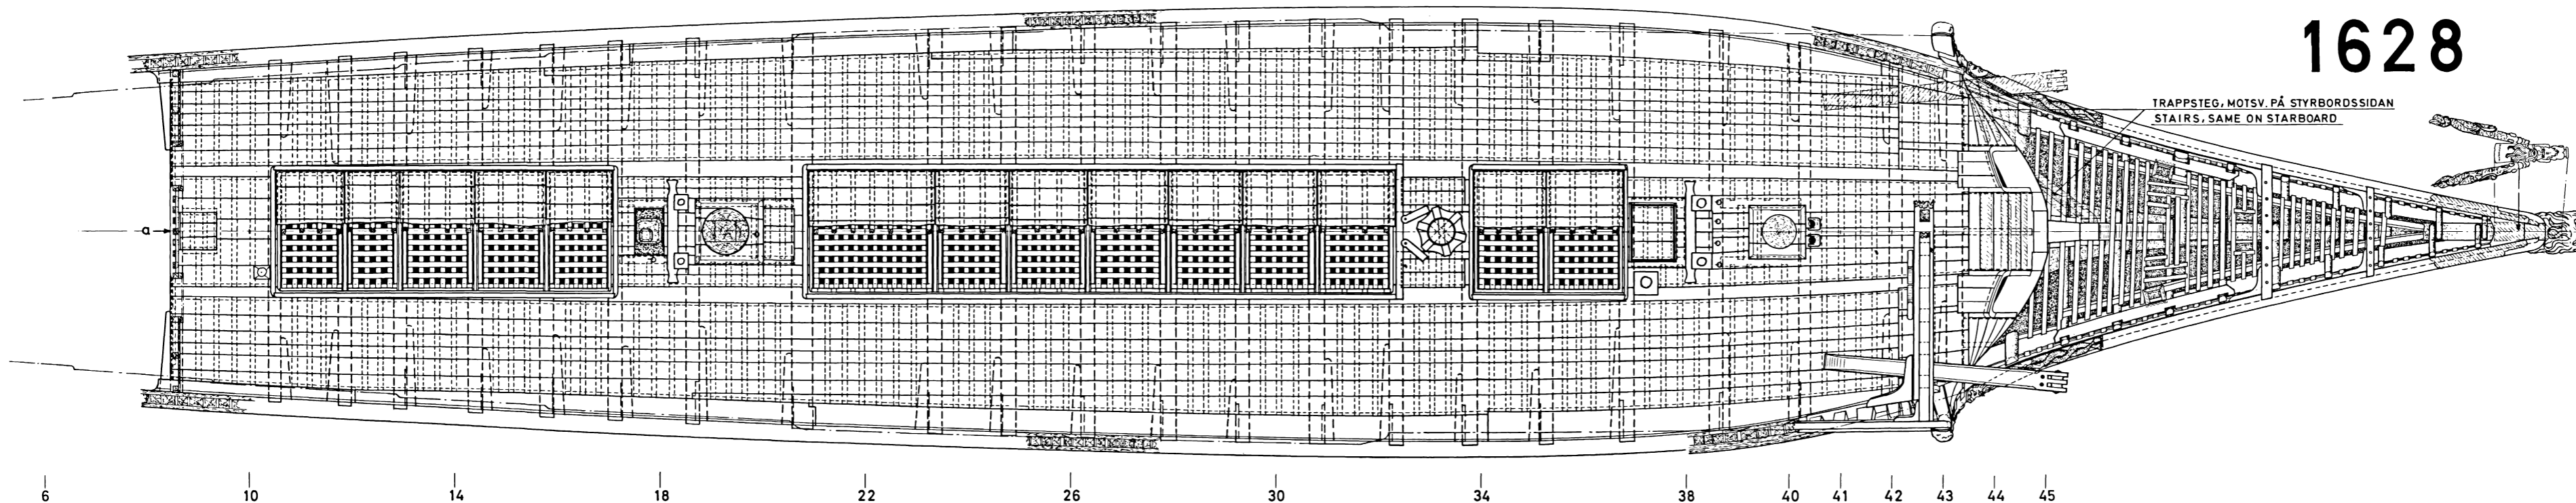 1628
TRAPPSTEG, MOTSV. PÅ STYRBORDSSIDAN
STAIRS, SAME ON STARBOARD
a
6 10 14 18 22 26 30 34 38 40 41 42 43 44 45